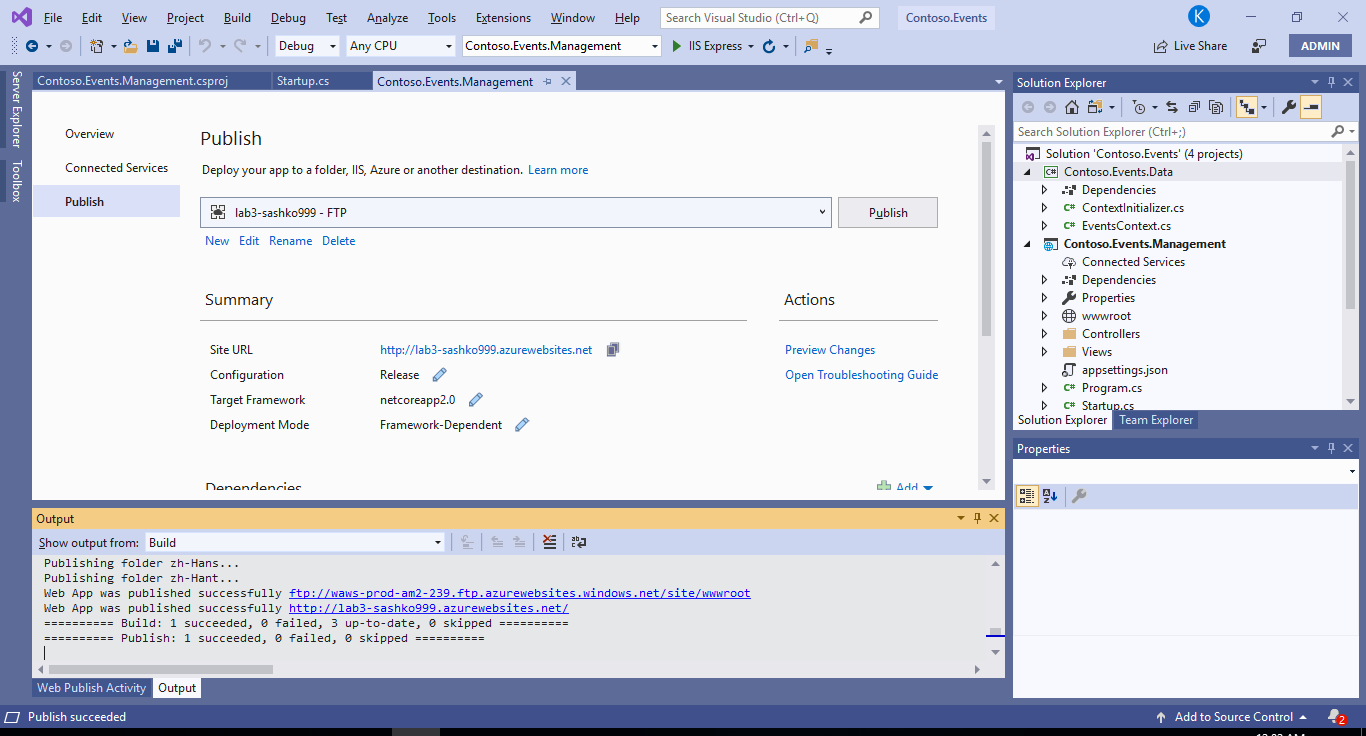 File Edit View Project Build Debug Test Analyze Tools Extensions Window Help Search Visual Studio (Ctrl+Q) Contoso.Events K
Debug Any CPU Contoso.Events.Management IIS Express Live Share ADMIN
Server Explorer
Toolbox
Contoso.Events.Management.csproj Startup.cs Contoso.Events.Management
Overview
Connected Services
Publish
Publish
Deploy your app to a folder, IIS, Azure or another destination. Learn more
lab3-sashko999 - FTP Publish
New Edit Rename Delete
Summary
Site URL http://lab3-sashko999.azurewebsites.net
Configuration Release
Target Framework netcoreapp2.0
Deployment Mode Framework-Dependent
Actions
Preview Changes
Open Troubleshooting Guide
Dependencies Add
Output
Show output from: Build
Publishing folder zh-Hans...
Publishing folder zh-Hant...
Web App was published successfully ftp://waws-prod-am2-239.ftp.azurewebsites.windows.net/site/wwwroot
Web App was published successfully http://lab3-sashko999.azurewebsites.net/
========== Build: 1 succeeded, 0 failed, 3 up-to-date, 0 skipped ==========
========== Publish: 1 succeeded, 0 failed, 0 skipped ==========
Web Publish Activity Output
Solution Explorer
Search Solution Explorer (Ctrl+;)
Solution 'Contoso.Events' (4 projects)
C# Contoso.Events.Data
Dependencies
C# ContextInitializer.cs
C# EventsContext.cs
Contoso.Events.Management
Connected Services
Dependencies
Properties
wwwroot
Controllers
Views
appsettings.json
C# Program.cs
C# Startup.cs
Solution Explorer Team Explorer
Properties
Publish succeeded Add to Source Control 2